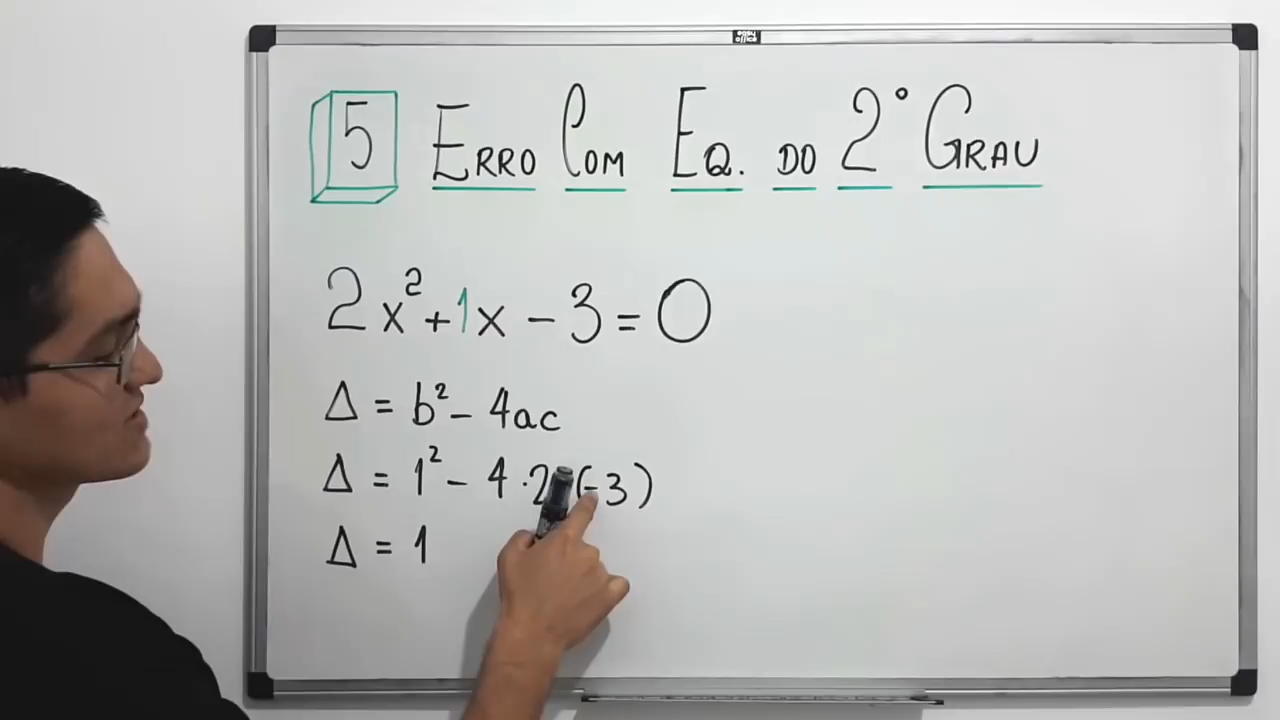 5 ERRO COM EQ. DO 2° GRAU
2x² + 1x - 3 = 0
Δ = b² - 4ac
Δ = 1² - 4 · 2 (-3)
Δ = 1